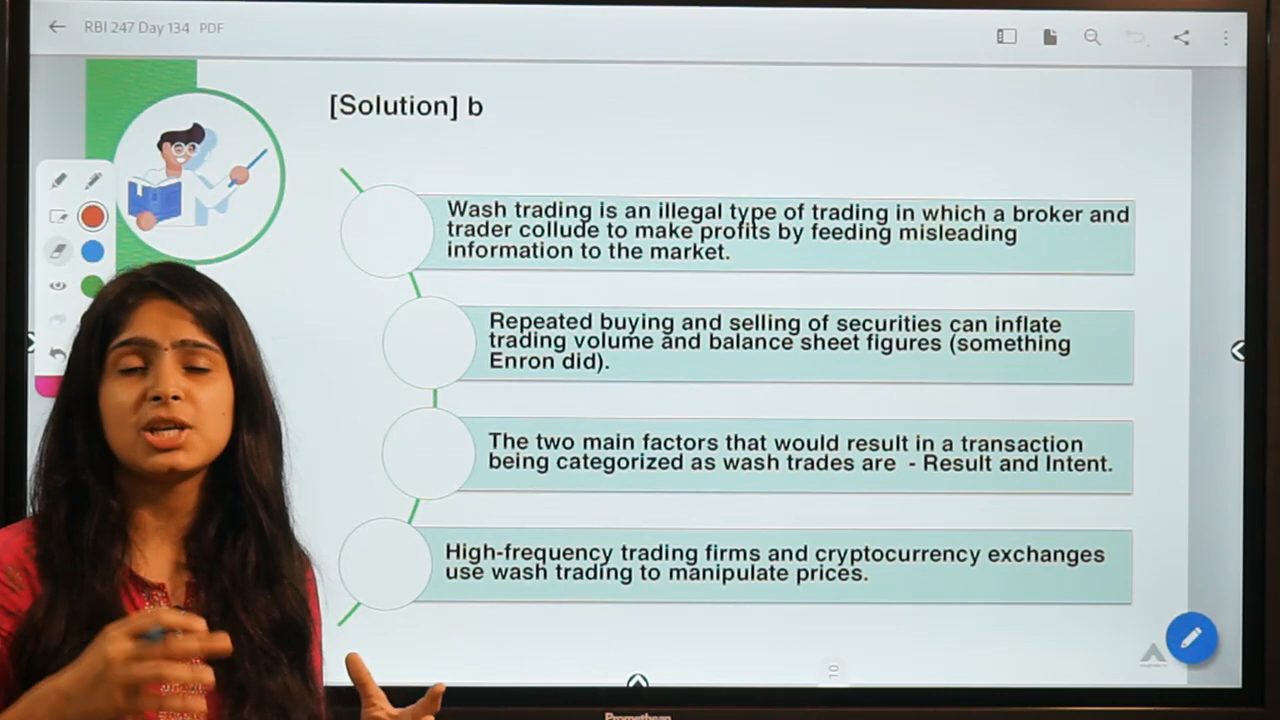 RBI 247 Day 134 PDF
[Solution] b
Wash trading is an illegal type of trading in which a broker and
trader collude to make profits by feeding misleading
information to the market.
Repeated buying and selling of securities can inflate
trading volume and balance sheet figures (something
Enron did).
The two main factors that would result in a transaction
being categorized as wash trades are - Result and Intent.
High-frequency trading firms and cryptocurrency exchanges
use wash trading to manipulate prices.
10
Promethean